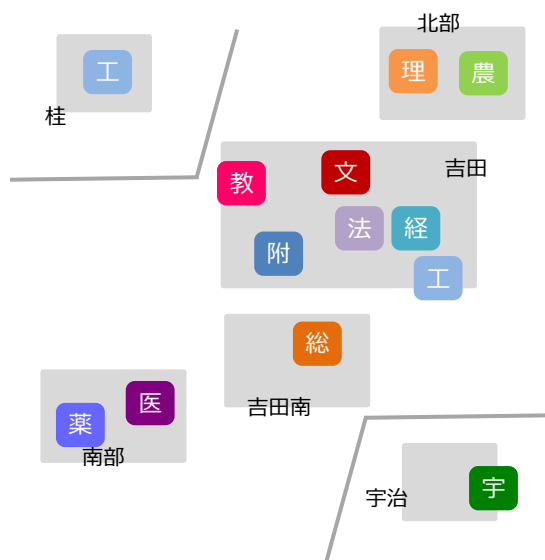 北部
工
理
農
桂
文
吉田
教
法
経
附
工
総
吉田南
医
薬
南部
宇
宇治